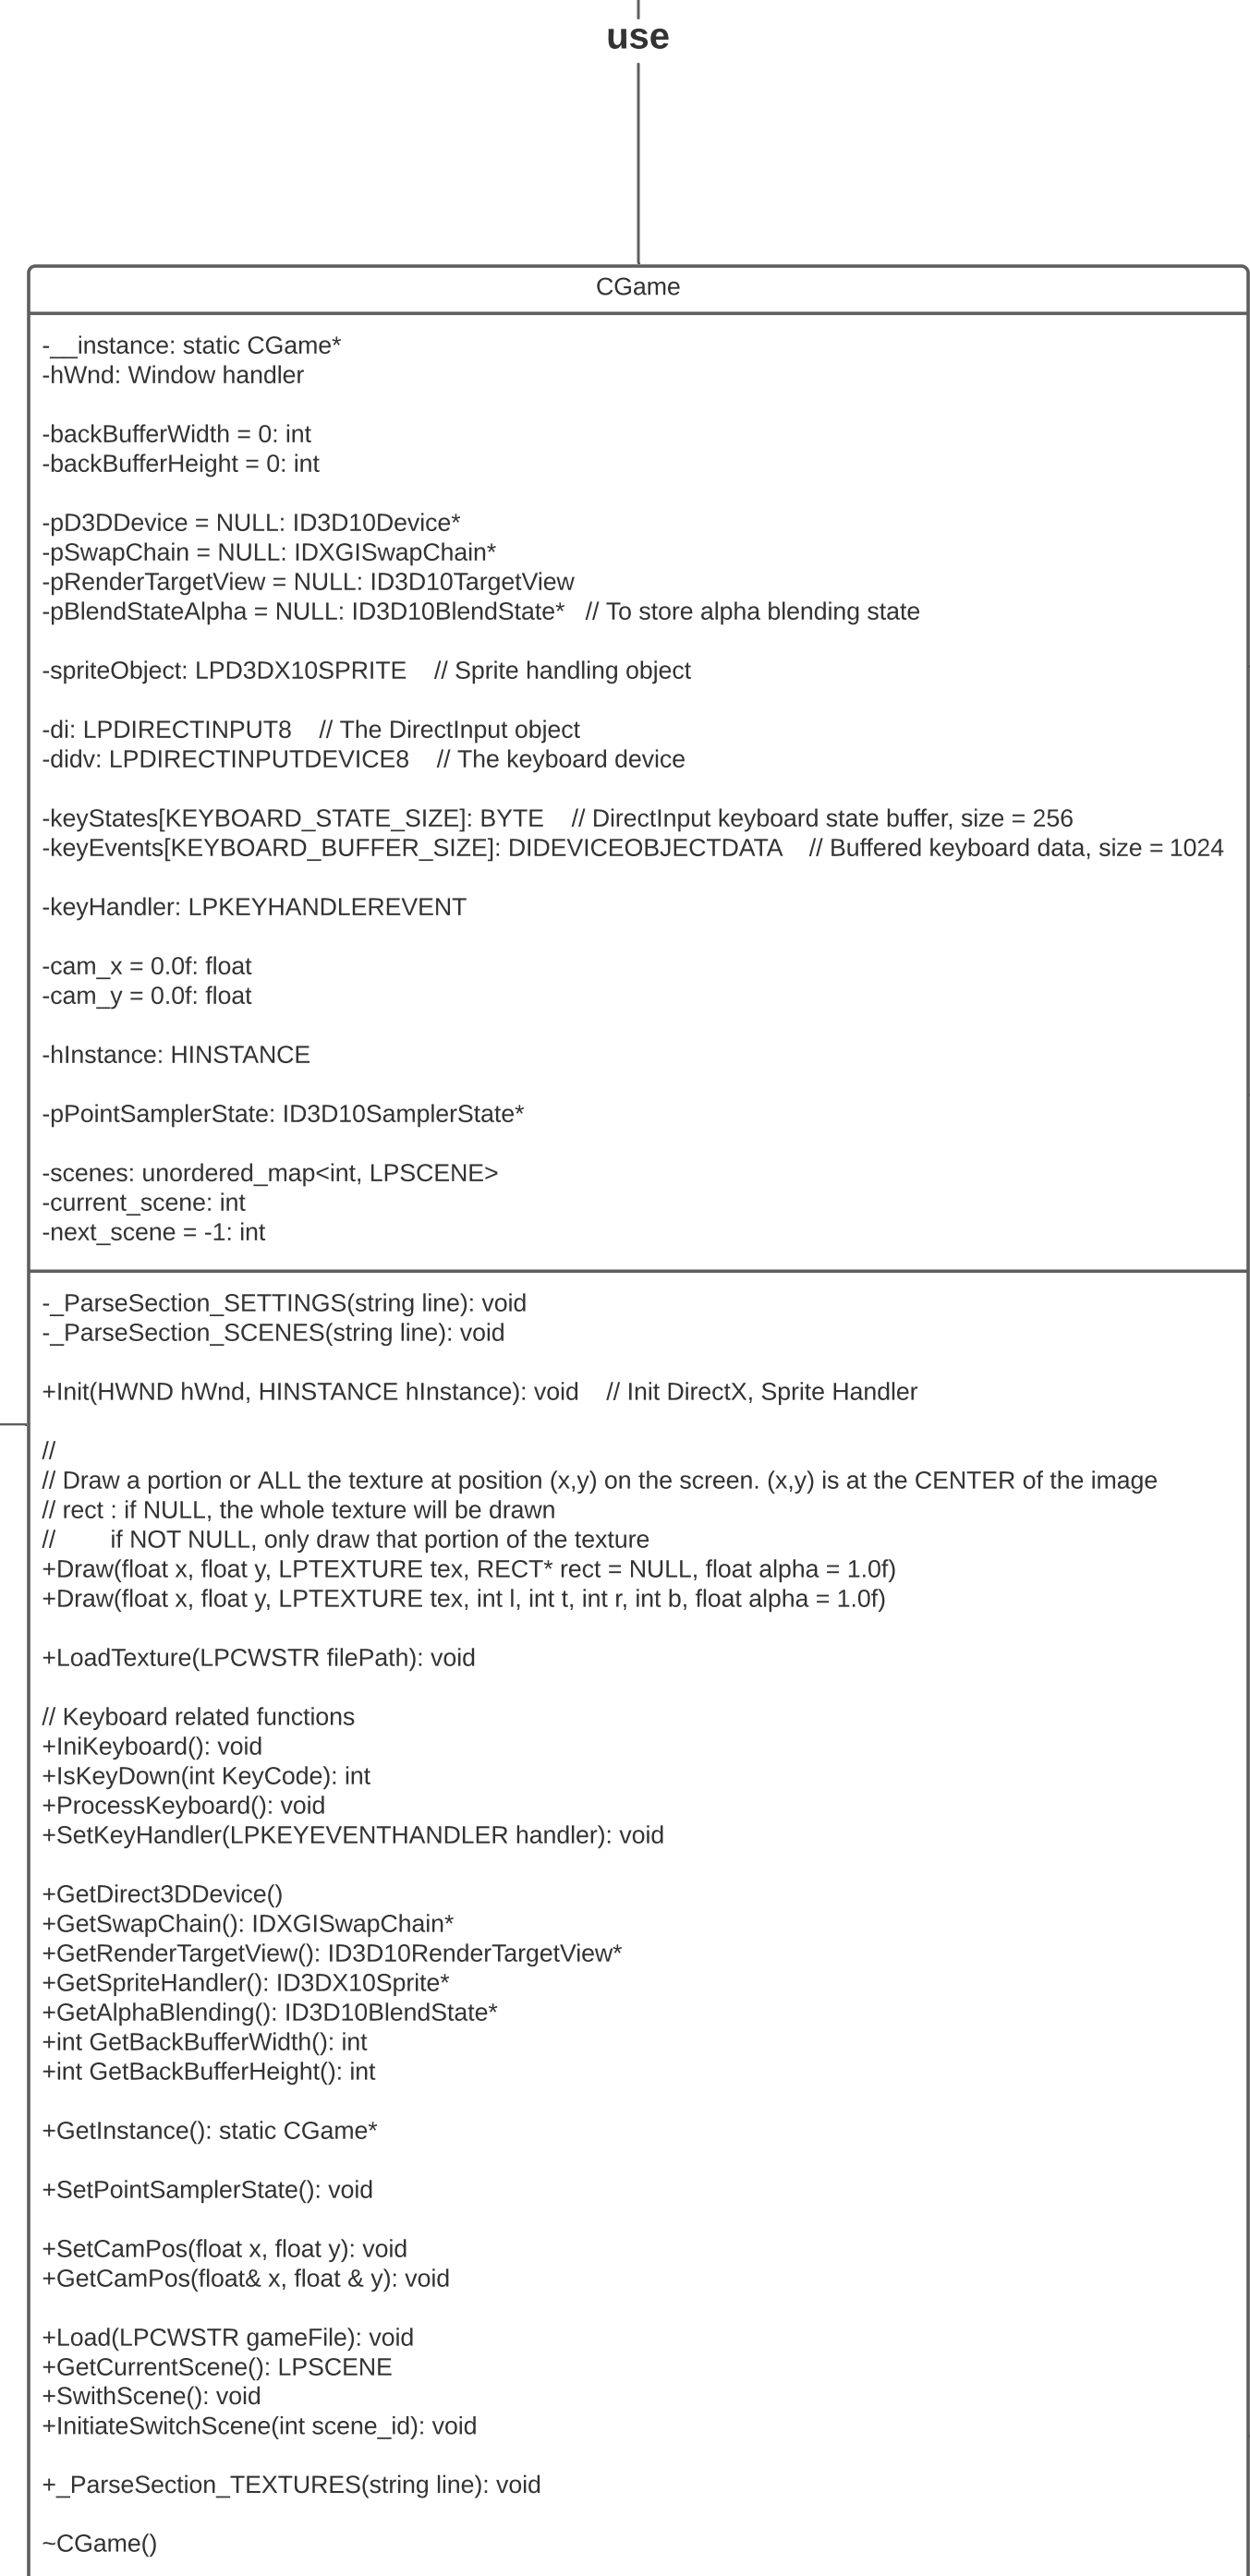 use
CGame
-__instance: static CGame*
-hWnd: Window handler
-backBufferWidth = 0: int
-backBufferHeight = 0: int
-pD3DDevice = NULL: ID3D10Device*
-pSwapChain = NULL: IDXGISwapChain*
-pRenderTargetView = NULL: ID3D10TargetView
-pBlendStateAlpha = NULL: ID3D10BlendState*   // To store alpha blending state
-spriteObject: LPD3DX10SPRITE    // Sprite handling object
-di: LPDIRECTINPUT8    // The DirectInput object
-didv: LPDIRECTINPUTDEVICE8    // The keyboard device
-keyStates[KEYBOARD_STATE_SIZE]: BYTE    // DirectInput keyboard state buffer, size = 256
-keyEvents[KEYBOARD_BUFFER_SIZE]: DIDEVICEOBJECTDATA    // Buffered keyboard data, size = 1024
-keyHandler: LPKEYHANDLEREVENT
-cam_x = 0.0f: float
-cam_y = 0.0f: float
-hInstance: HINSTANCE
-pPointSamplerState: ID3D10SamplerState*
-scenes: unordered_map<int, LPSCENE>
-current_scene: int
-next_scene = -1: int
-_ParseSection_SETTINGS(string line): void
-_ParseSection_SCENES(string line): void
+Init(HWND hWnd, HINSTANCE hInstance): void    // Init DirectX, Sprite Handler
//
// Draw a portion or ALL the texture at position (x,y) on the screen. (x,y) is at the CENTER of the image
// rect : if NULL, the whole texture will be drawn
//        if NOT NULL, only draw that portion of the texture
+Draw(float x, float y, LPTEXTURE tex, RECT* rect = NULL, float alpha = 1.0f)
+Draw(float x, float y, LPTEXTURE tex, int l, int t, int r, int b, float alpha = 1.0f)
+LoadTexture(LPCWSTR filePath): void
// Keyboard related functions
+IniKeyboard(): void
+IsKeyDown(int KeyCode): int
+ProcessKeyboard(): void
+SetKeyHandler(LPKEYEVENTHANDLER handler): void
+GetDirect3DDevice()
+GetSwapChain(): IDXGISwapChain*
+GetRenderTargetView(): ID3D10RenderTargetView*
+GetSpriteHandler(): ID3DX10Sprite*
+GetAlphaBlending(): ID3D10BlendState*
+int GetBackBufferWidth(): int
+int GetBackBufferHeight(): int
+GetInstance(): static CGame*
+SetPointSamplerState(): void
+SetCamPos(float x, float y): void
+GetCamPos(float& x, float & y): void
+Load(LPCWSTR gameFile): void
+GetCurrentScene(): LPSCENE
+SwithScene(): void
+InitiateSwitchScene(int scene_id): void
+_ParseSection_TEXTURES(string line): void
~CGame()